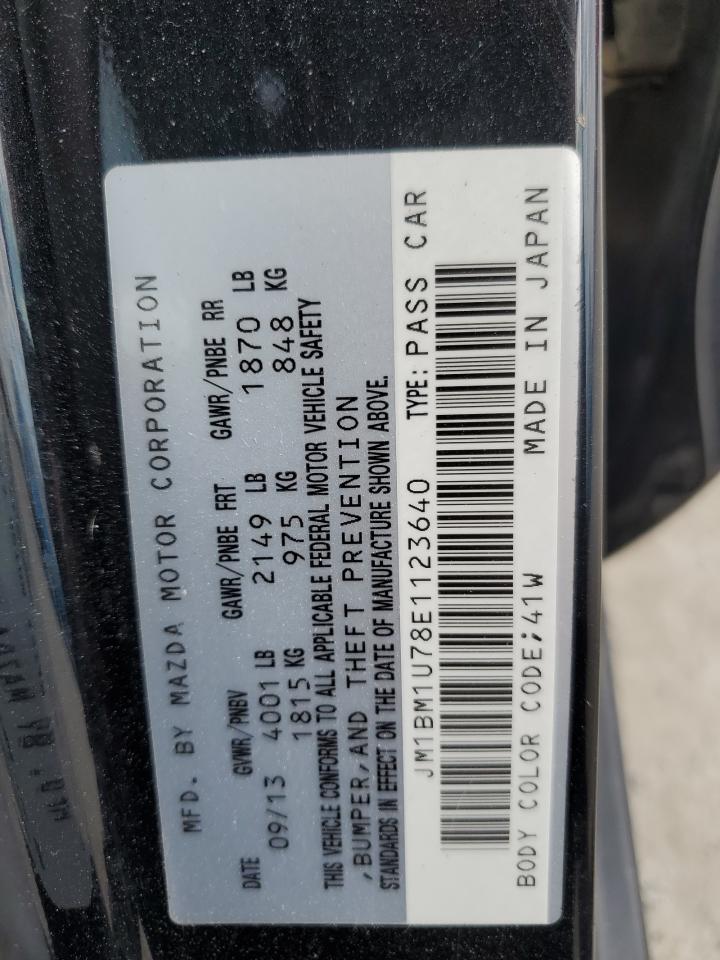 MFD. BY MAZDA MOTOR CORPORATION
DATE GVWR/PNBV GAWR/PNBE FRT GAWR/PNBE RR
09/13 4001 LB 2149 LB 1870 LB
1815 KG 975 KG 848 KG
THIS VEHICLE CONFORMS TO ALL APPLICABLE FEDERAL MOTOR VEHICLE SAFETY
,BUMPER,AND THEFT PREVENTION
STANDARDS IN EFFECT ON THE DATE OF MANUFACTURE SHOWN ABOVE.
JM1BM1U78E1123640 TYPE: PASS CAR
BODY COLOR CODE;41W MADE IN JAPAN